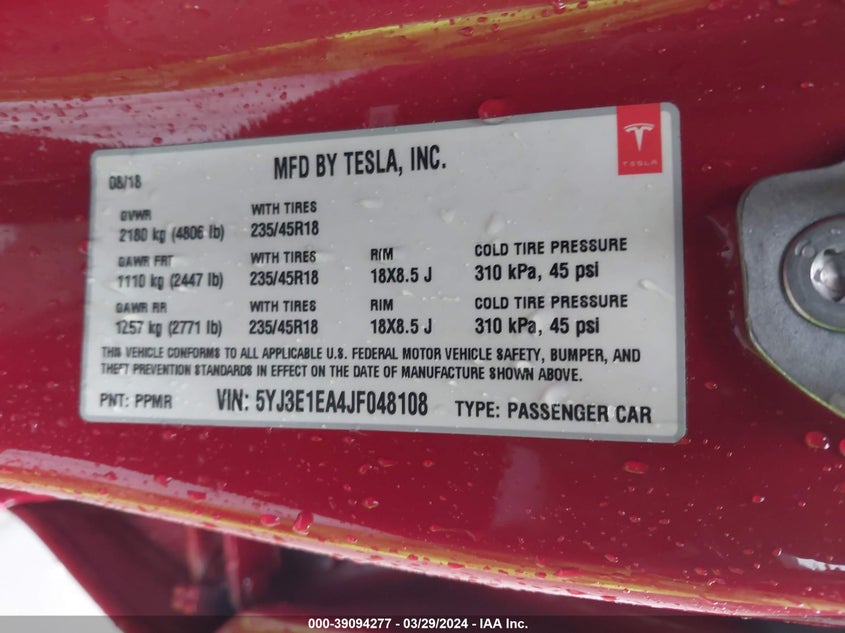 MFD BY TESLA, INC.
TESLA
08/18
GVWR WITH TIRES
2180 kg (4806 lb) 235/45R18
GAWR FRT WITH TIRES RIM COLD TIRE PRESSURE
1110 kg (2447 lb) 235/45R18 18X8.5 J 310 kPa, 45 psi
GAWR RR WITH TIRES RIM COLD TIRE PRESSURE
1257 kg (2771 lb) 235/45R18 18X8.5 J 310 kPa, 45 psi
THIS VEHICLE CONFORMS TO ALL APPLICABLE U.S. FEDERAL MOTOR VEHICLE SAFETY, BUMPER, AND
THEFT PREVENTION STANDARDS IN EFFECT ON THE DATE OF MANUFACTURE SHOWN ABOVE.
PNT: PPMR VIN: 5YJ3E1EA4JF048108 TYPE: PASSENGER CAR
000-39094277 - 03/29/2024 - IAA Inc.